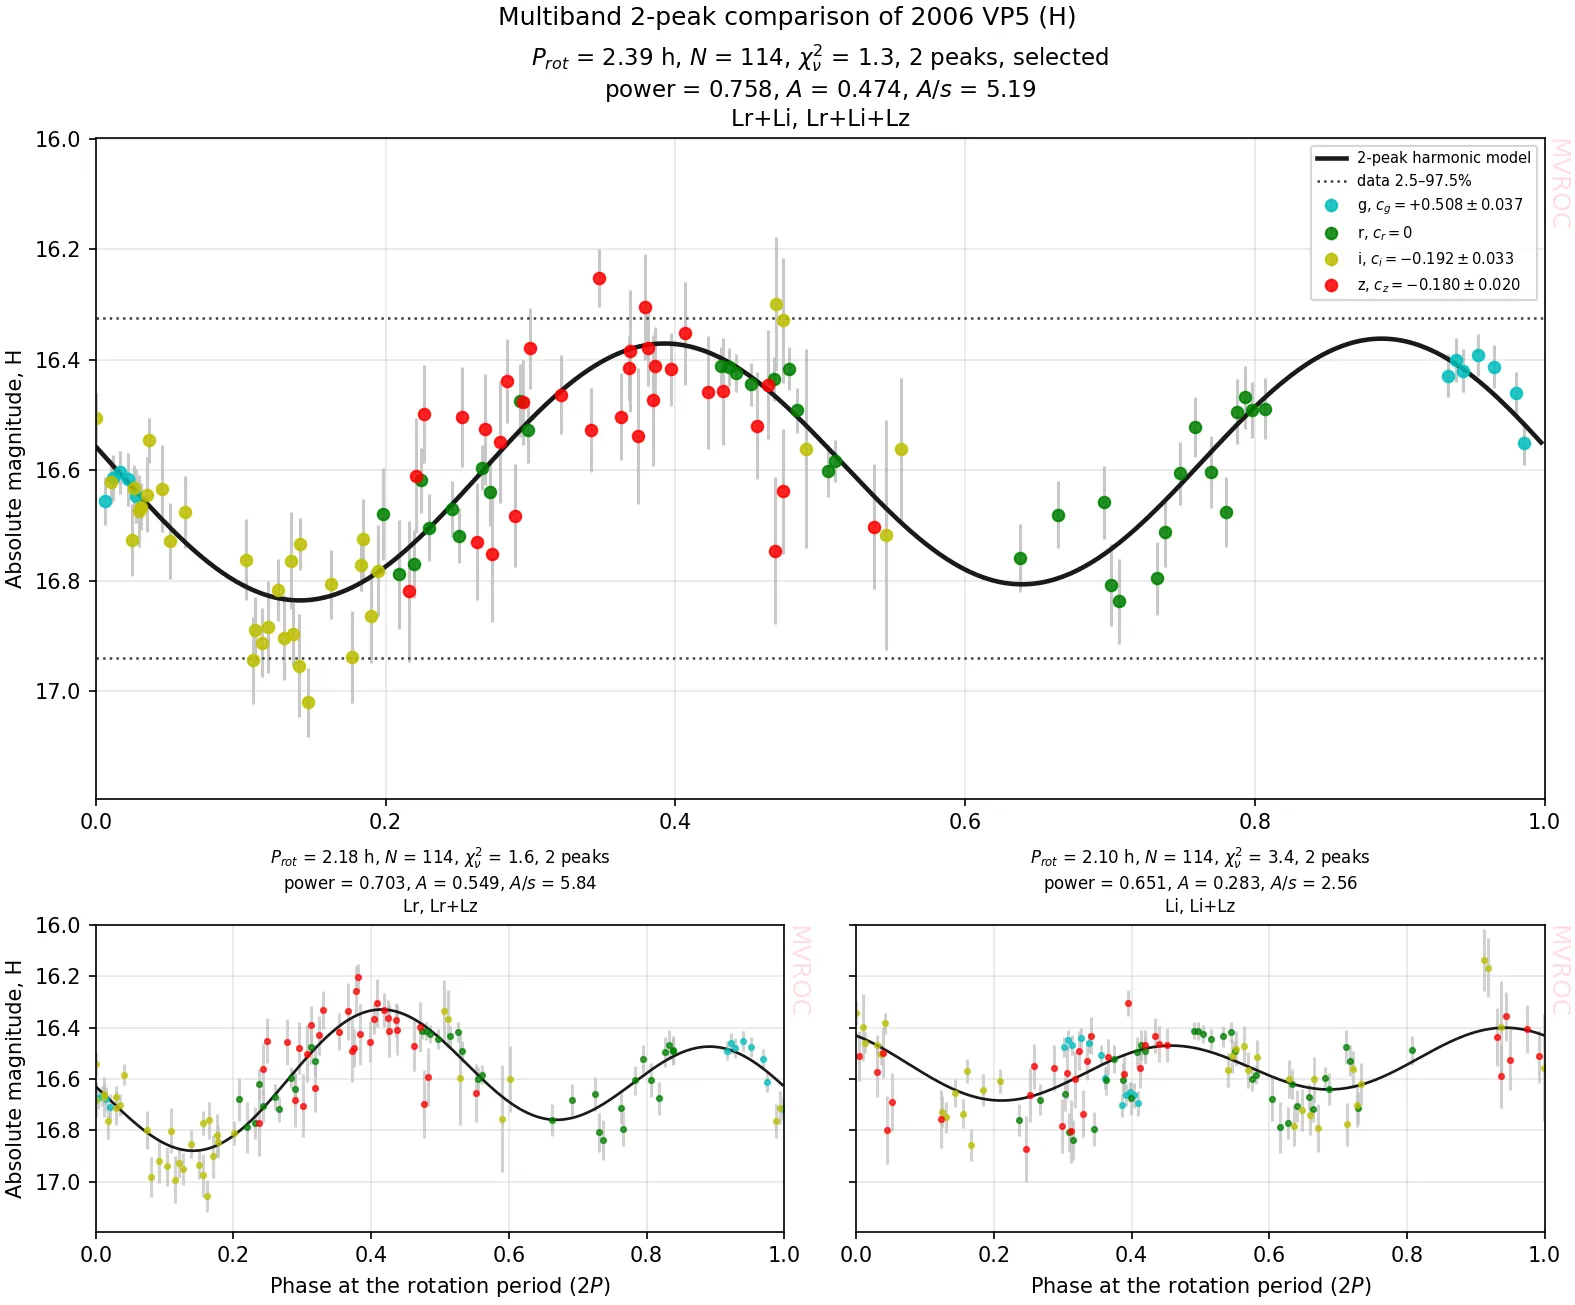 Multiband 2-peak comparison of 2006 VP5 (H)
P_rot = 2.39 h, N = 114, χ²_ν = 1.3, 2 peaks, selected
power = 0.758, A = 0.474, A/s = 5.19
Lr+Li, Lr+Li+Lz
16.0
16.2
16.4
16.6
16.8
17.0
Absolute magnitude, H
2-peak harmonic model
data 2.5–97.5%
g, c_g = +0.508 ± 0.037
r, c_r = 0
i, c_i = −0.192 ± 0.033
z, c_z = −0.180 ± 0.020
MVROC
0.0 0.2 0.4 0.6 0.8 1.0
P_rot = 2.18 h, N = 114, χ²_ν = 1.6, 2 peaks
power = 0.703, A = 0.549, A/s = 5.84
Lr, Lr+Lz
16.0
16.2
16.4
16.6
16.8
17.0
Absolute magnitude, H
MVROC
0.0 0.2 0.4 0.6 0.8 1.0
Phase at the rotation period (2P)
P_rot = 2.10 h, N = 114, χ²_ν = 3.4, 2 peaks
power = 0.651, A = 0.283, A/s = 2.56
Li, Li+Lz
MVROC
0.0 0.2 0.4 0.6 0.8 1.0
Phase at the rotation period (2P)